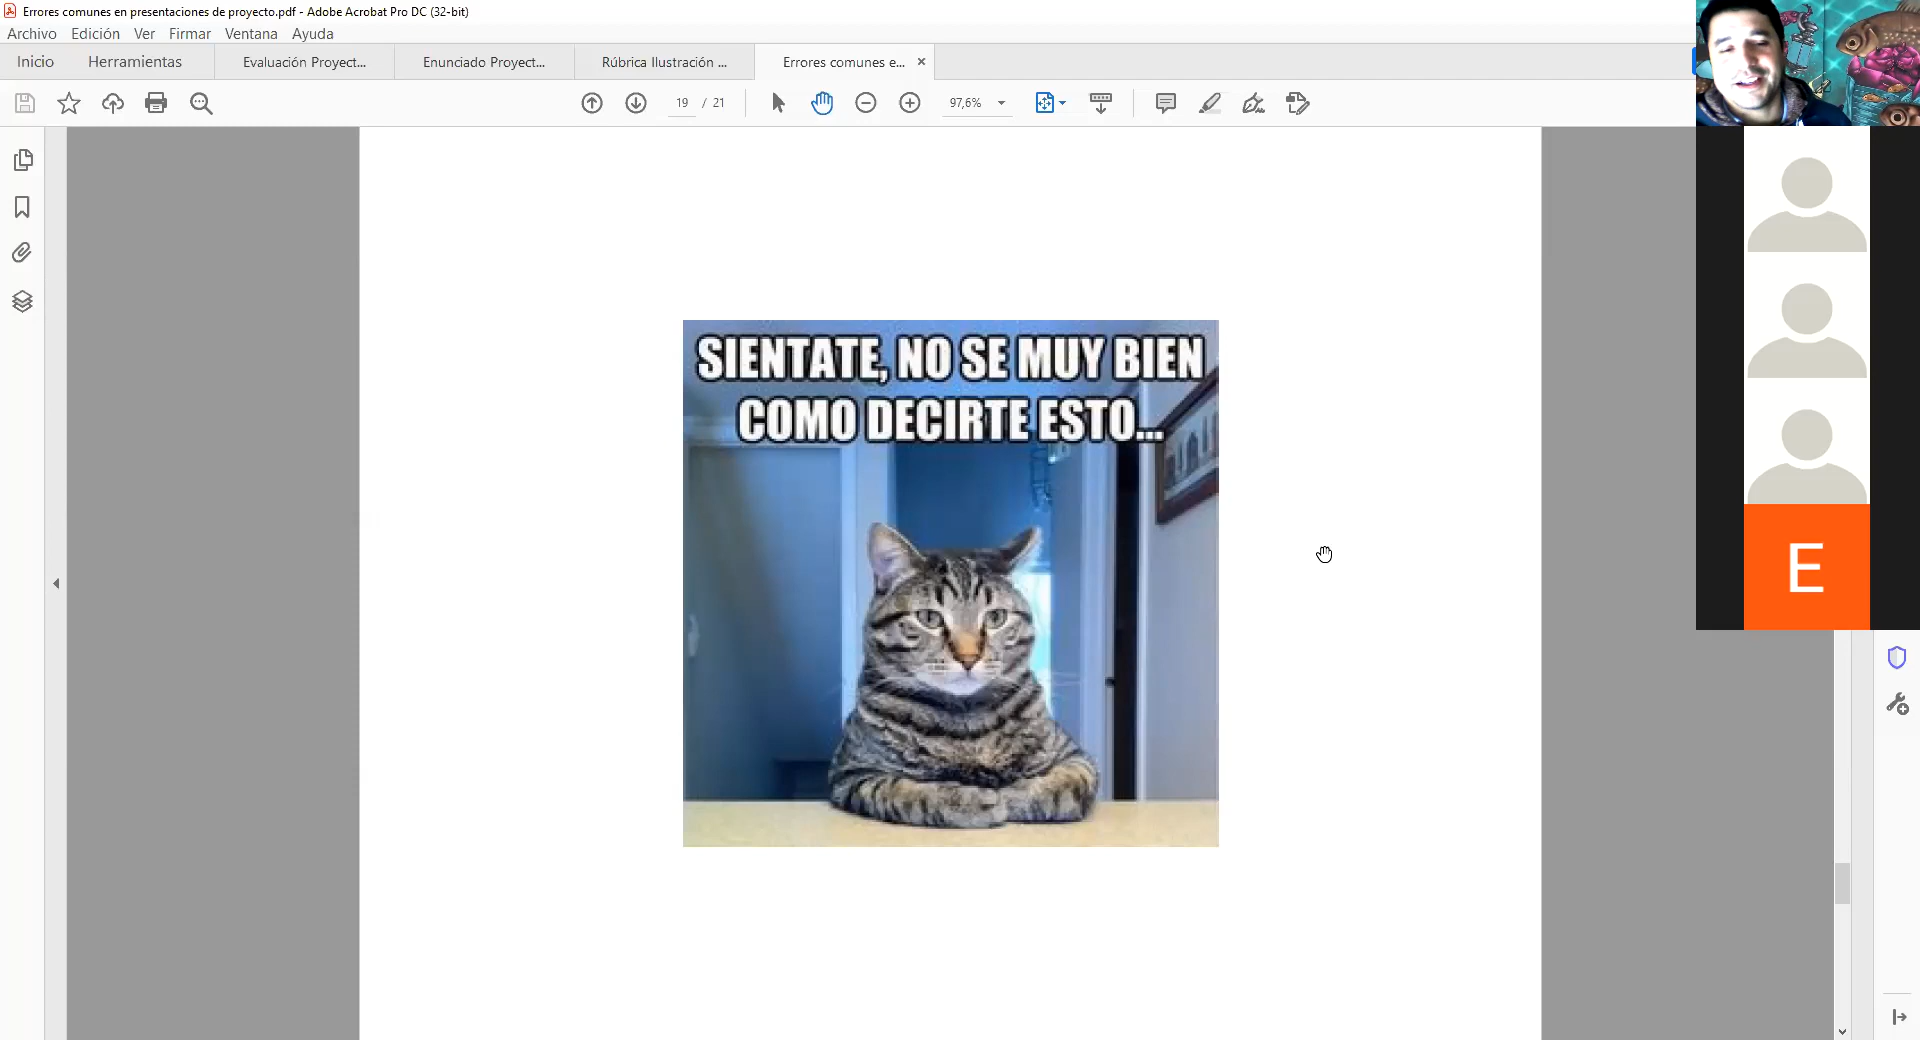 Errores comunes en presentaciones de proyecto.pdf - Adobe Acrobat Pro DC (32-bit)
Archivo Edición Ver Firmar Ventana Ayuda
Inicio Herramientas Evaluación Proyect... Enunciado Proyect... Rúbrica Ilustración ... Errores comunes e...
19 / 21 97,6%
SIENTATE, NO SE MUY BIEN
COMO DECIRTE ESTO...
E